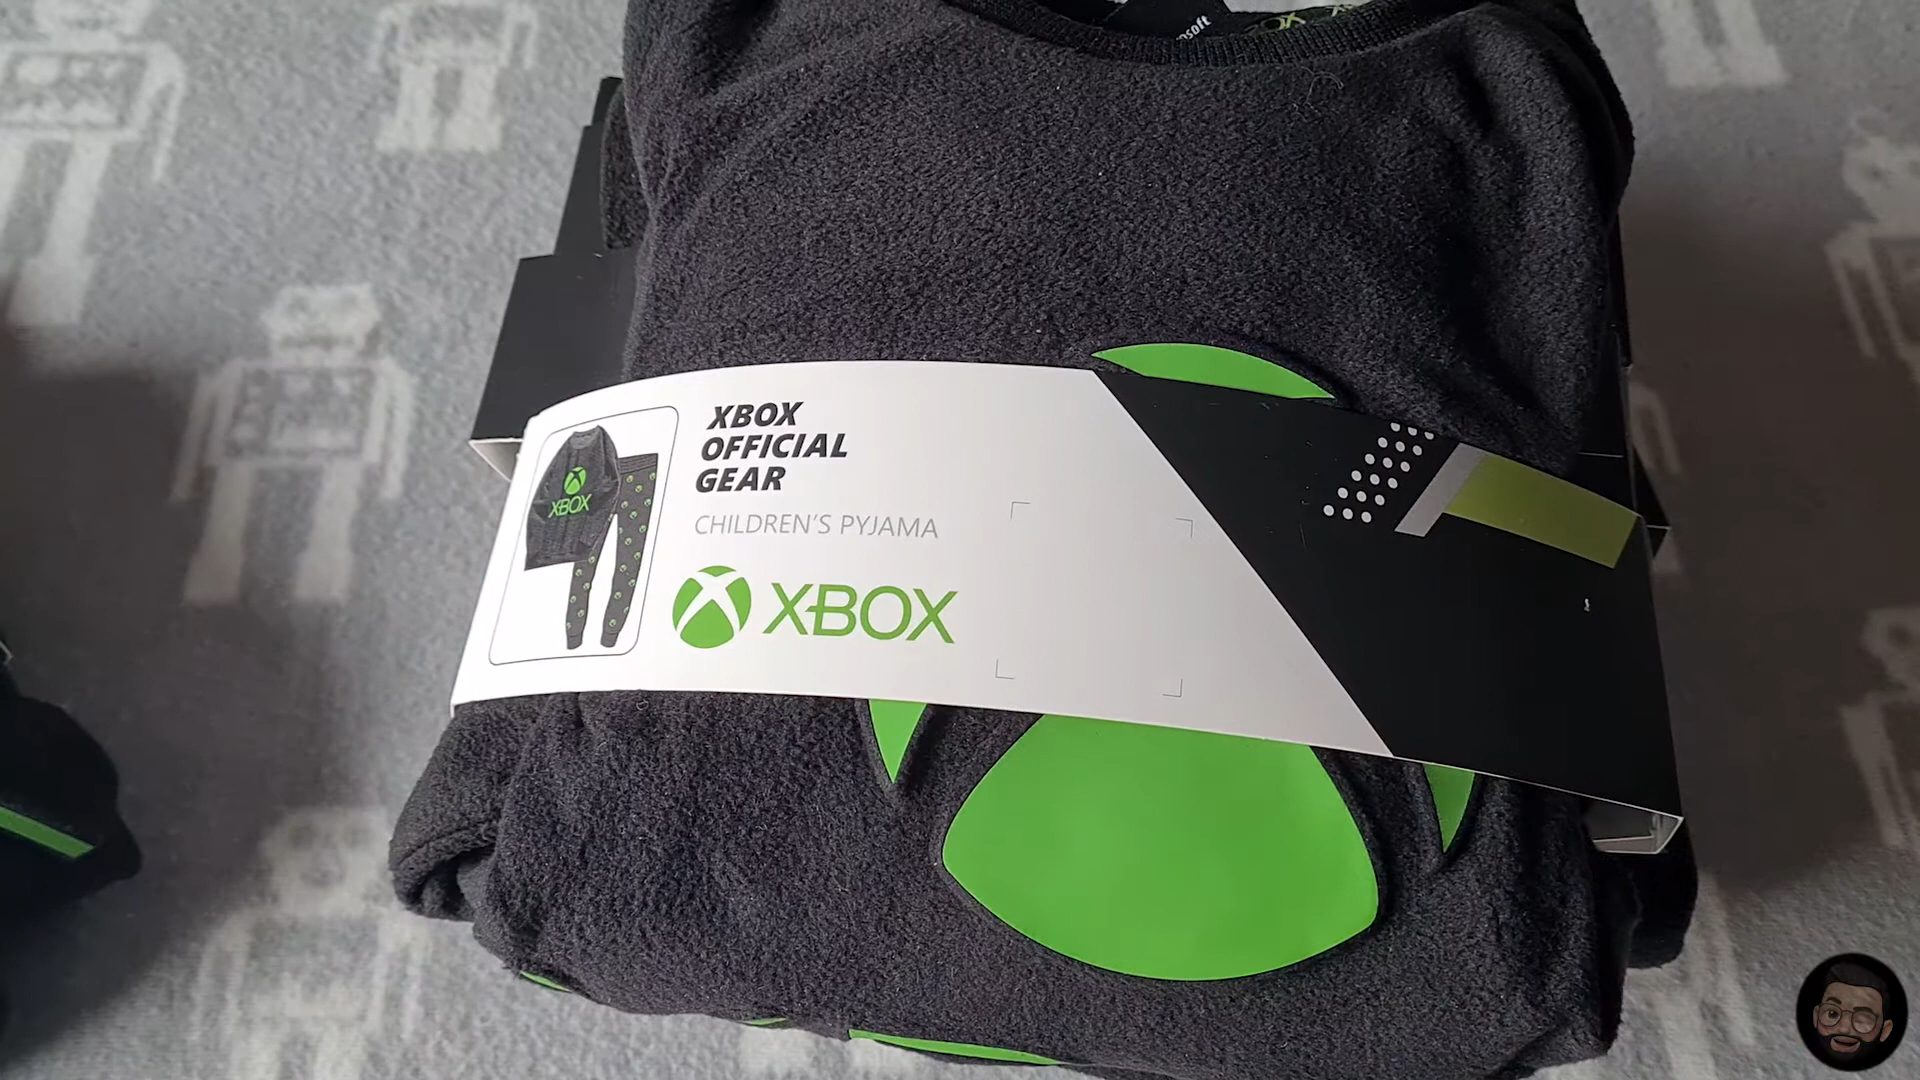 XBOX
OFFICIAL
GEAR
CHILDREN'S PYJAMA
XBOX
XBOX